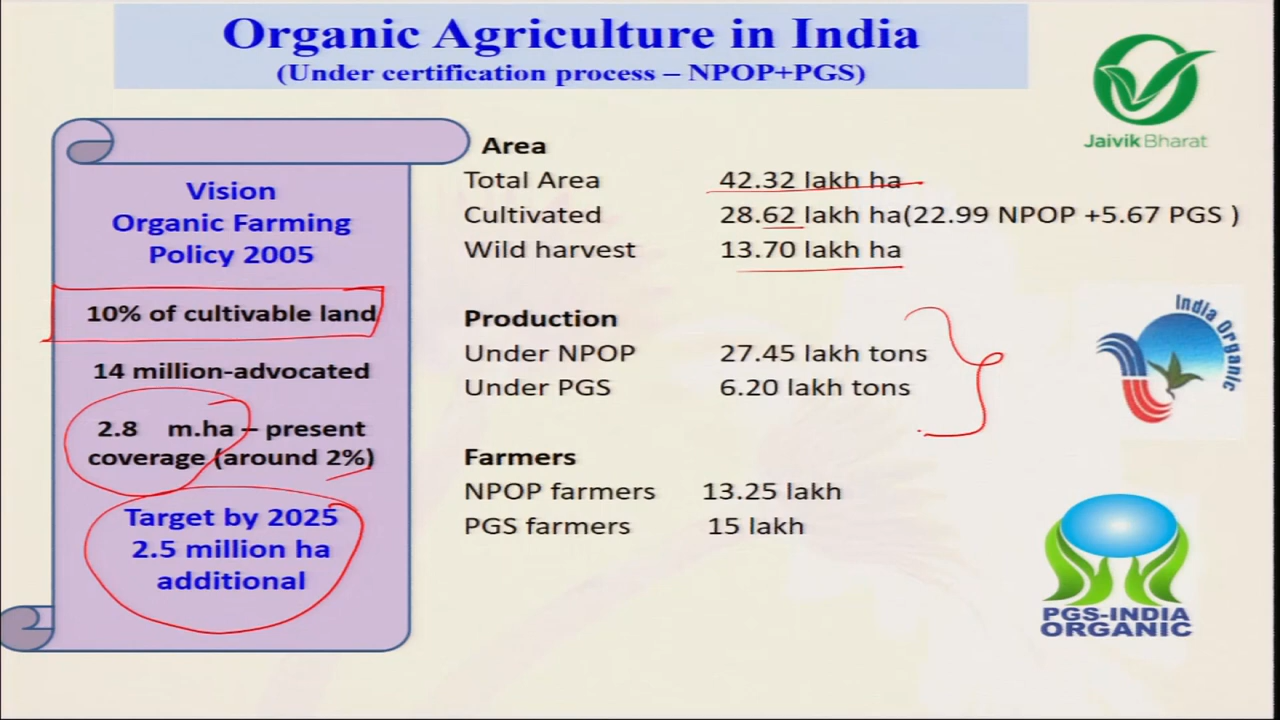 Organic Agriculture in India
(Under certification process – NPOP+PGS)
Jaivik Bharat
Vision
Organic Farming
Policy 2005
10% of cultivable land
14 million-advocated
2.8 m.ha – present
coverage (around 2%)
Target by 2025
2.5 million ha
additional
Area
Total Area 42.32 lakh ha
Cultivated 28.62 lakh ha(22.99 NPOP +5.67 PGS )
Wild harvest 13.70 lakh ha
Production
Under NPOP 27.45 lakh tons
Under PGS 6.20 lakh tons
Farmers
NPOP farmers 13.25 lakh
PGS farmers 15 lakh
India Organic
PGS-INDIA
ORGANIC